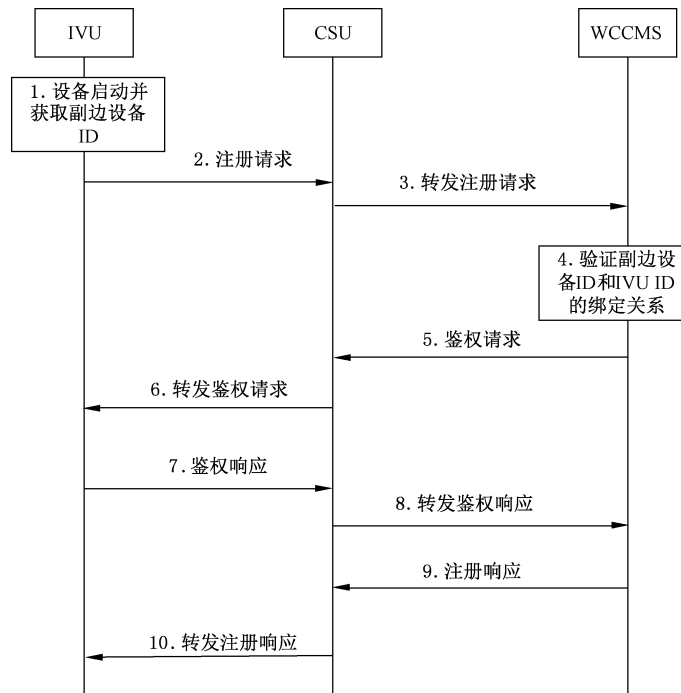 IVU
CSU
WCCMS
1. 设备启动并
获取副边设备
ID
2. 注册请求
3. 转发注册请求
4. 验证副边设
备ID和IVU ID
的绑定关系
5. 鉴权请求
6. 转发鉴权请求
7. 鉴权响应
8. 转发鉴权响应
9. 注册响应
10. 转发注册响应